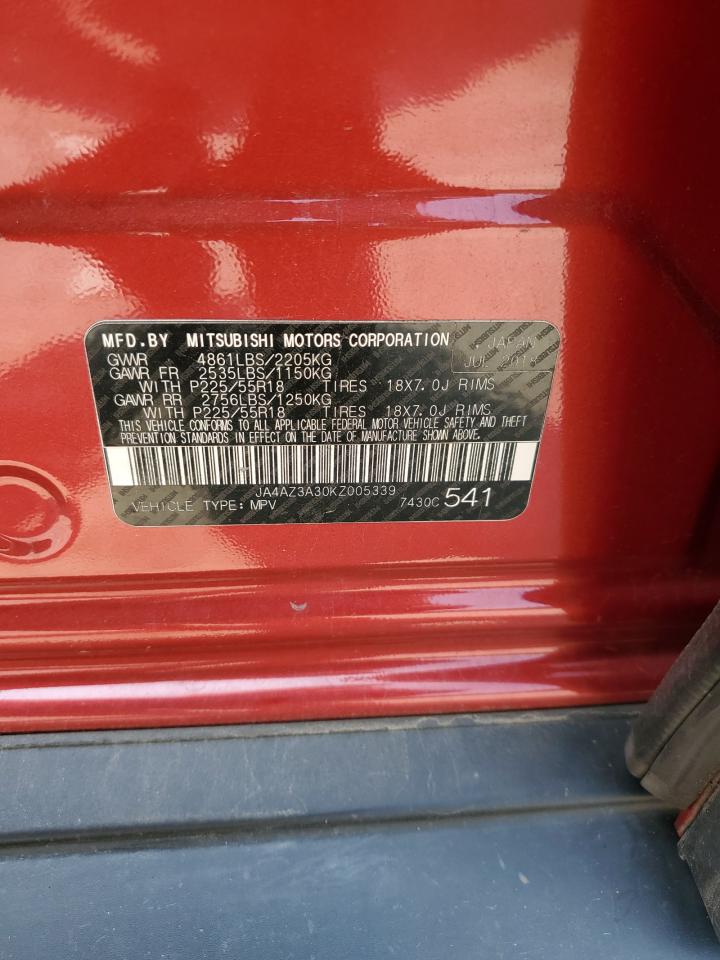 MFD.BY MITSUBISHI MOTORS CORPORATION JAPAN
GVWR 4861LBS/2205KG JUL 2018
GAWR FR 2535LBS/1150KG
WITH P225/55R18 TIRES 18X7.0J RIMS
GAWR RR 2756LBS/1250KG
WITH P225/55R18 TIRES 18X7.0J RIMS
THIS VEHICLE CONFORMS TO ALL APPLICABLE FEDERAL MOTOR VEHICLE SAFETY AND THEFT
PREVENTION STANDARDS IN EFFECT ON THE DATE OF MANUFACTURE SHOWN ABOVE.
JA4AZ3A30KZ005339
VEHICLE TYPE: MPV 7430C 541